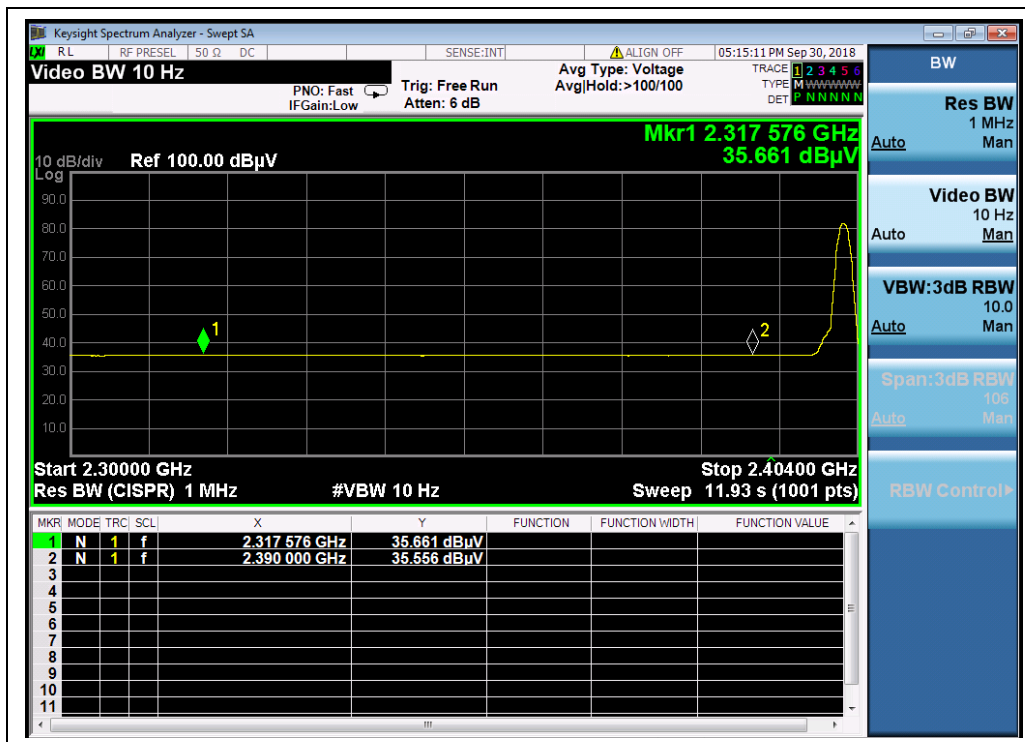 Keysight Spectrum Analyzer - Swept SA
LXI RL RF PRESEL 50 Ω DC SENSE:INT ALIGN OFF 05:15:11 PM Sep 30, 2018
Video BW 10 Hz
PNO: Fast
IFGain:Low
Trig: Free Run
Atten: 6 dB
Avg Type: Voltage
Avg|Hold:>100/100
TRACE 1 2 3 4 5 6
TYPE M WWWWW
DET P N N N N N
Mkr1 2.317 576 GHz
35.661 dBµV
10 dB/div Ref 100.00 dBµV
Log
90.0
80.0
70.0
60.0
50.0
40.0
30.0
20.0
10.0
1
2
Start 2.30000 GHz Stop 2.40400 GHz
Res BW (CISPR) 1 MHz #VBW 10 Hz Sweep 11.93 s (1001 pts)
MKR MODE TRC SCL X Y FUNCTION FUNCTION WIDTH FUNCTION VALUE
1 N 1 f 2.317 576 GHz 35.661 dBµV
2 N 1 f 2.390 000 GHz 35.556 dBµV
3
4
5
6
7
8
9
10
11
BW
Res BW
1 MHz
Auto Man
Video BW
10 Hz
Auto Man
VBW:3dB RBW
10.0
Auto Man
Span:3dB RBW
106
Auto Man
RBW Control